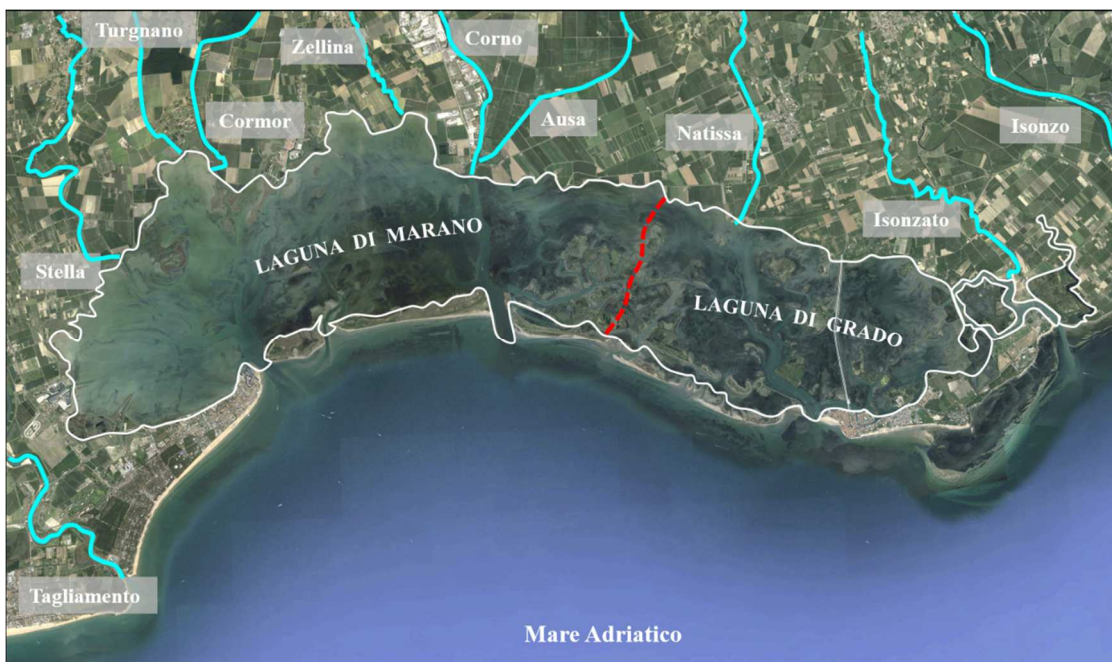 Turgnano
Zellina
Corno
Cormor
Ausa
Natissa
Isonzo
Isonzato
Stella
LAGUNA DI MARANO
LAGUNA DI GRADO
Tagliamento
Mare Adriatico